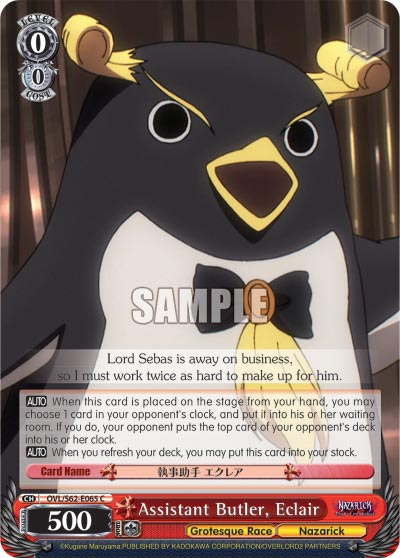 LEVEL
0
0
COST
SAMPLE
Lord Sebas is away on business,
so I must work twice as hard to make up for him.
AUTO When this card is placed on the stage from your hand, you may
choose 1 card in your opponent's clock, and put it into his or her waiting
room. If you do, your opponent puts the top card of your opponent's deck
into his or her clock.
AUTO When you refresh your deck, you may put this card into your stock.
Card Name 執事助手 エクレア
CH OVL/S62-E065 C
POWER 500 Assistant Butler, Eclair NAZARICK
Grotesque Race Nazarick
©Kugane Maruyama,PUBLISHED BY KADOKAWA CORPORATION/OVERLORD2 PARTNERS